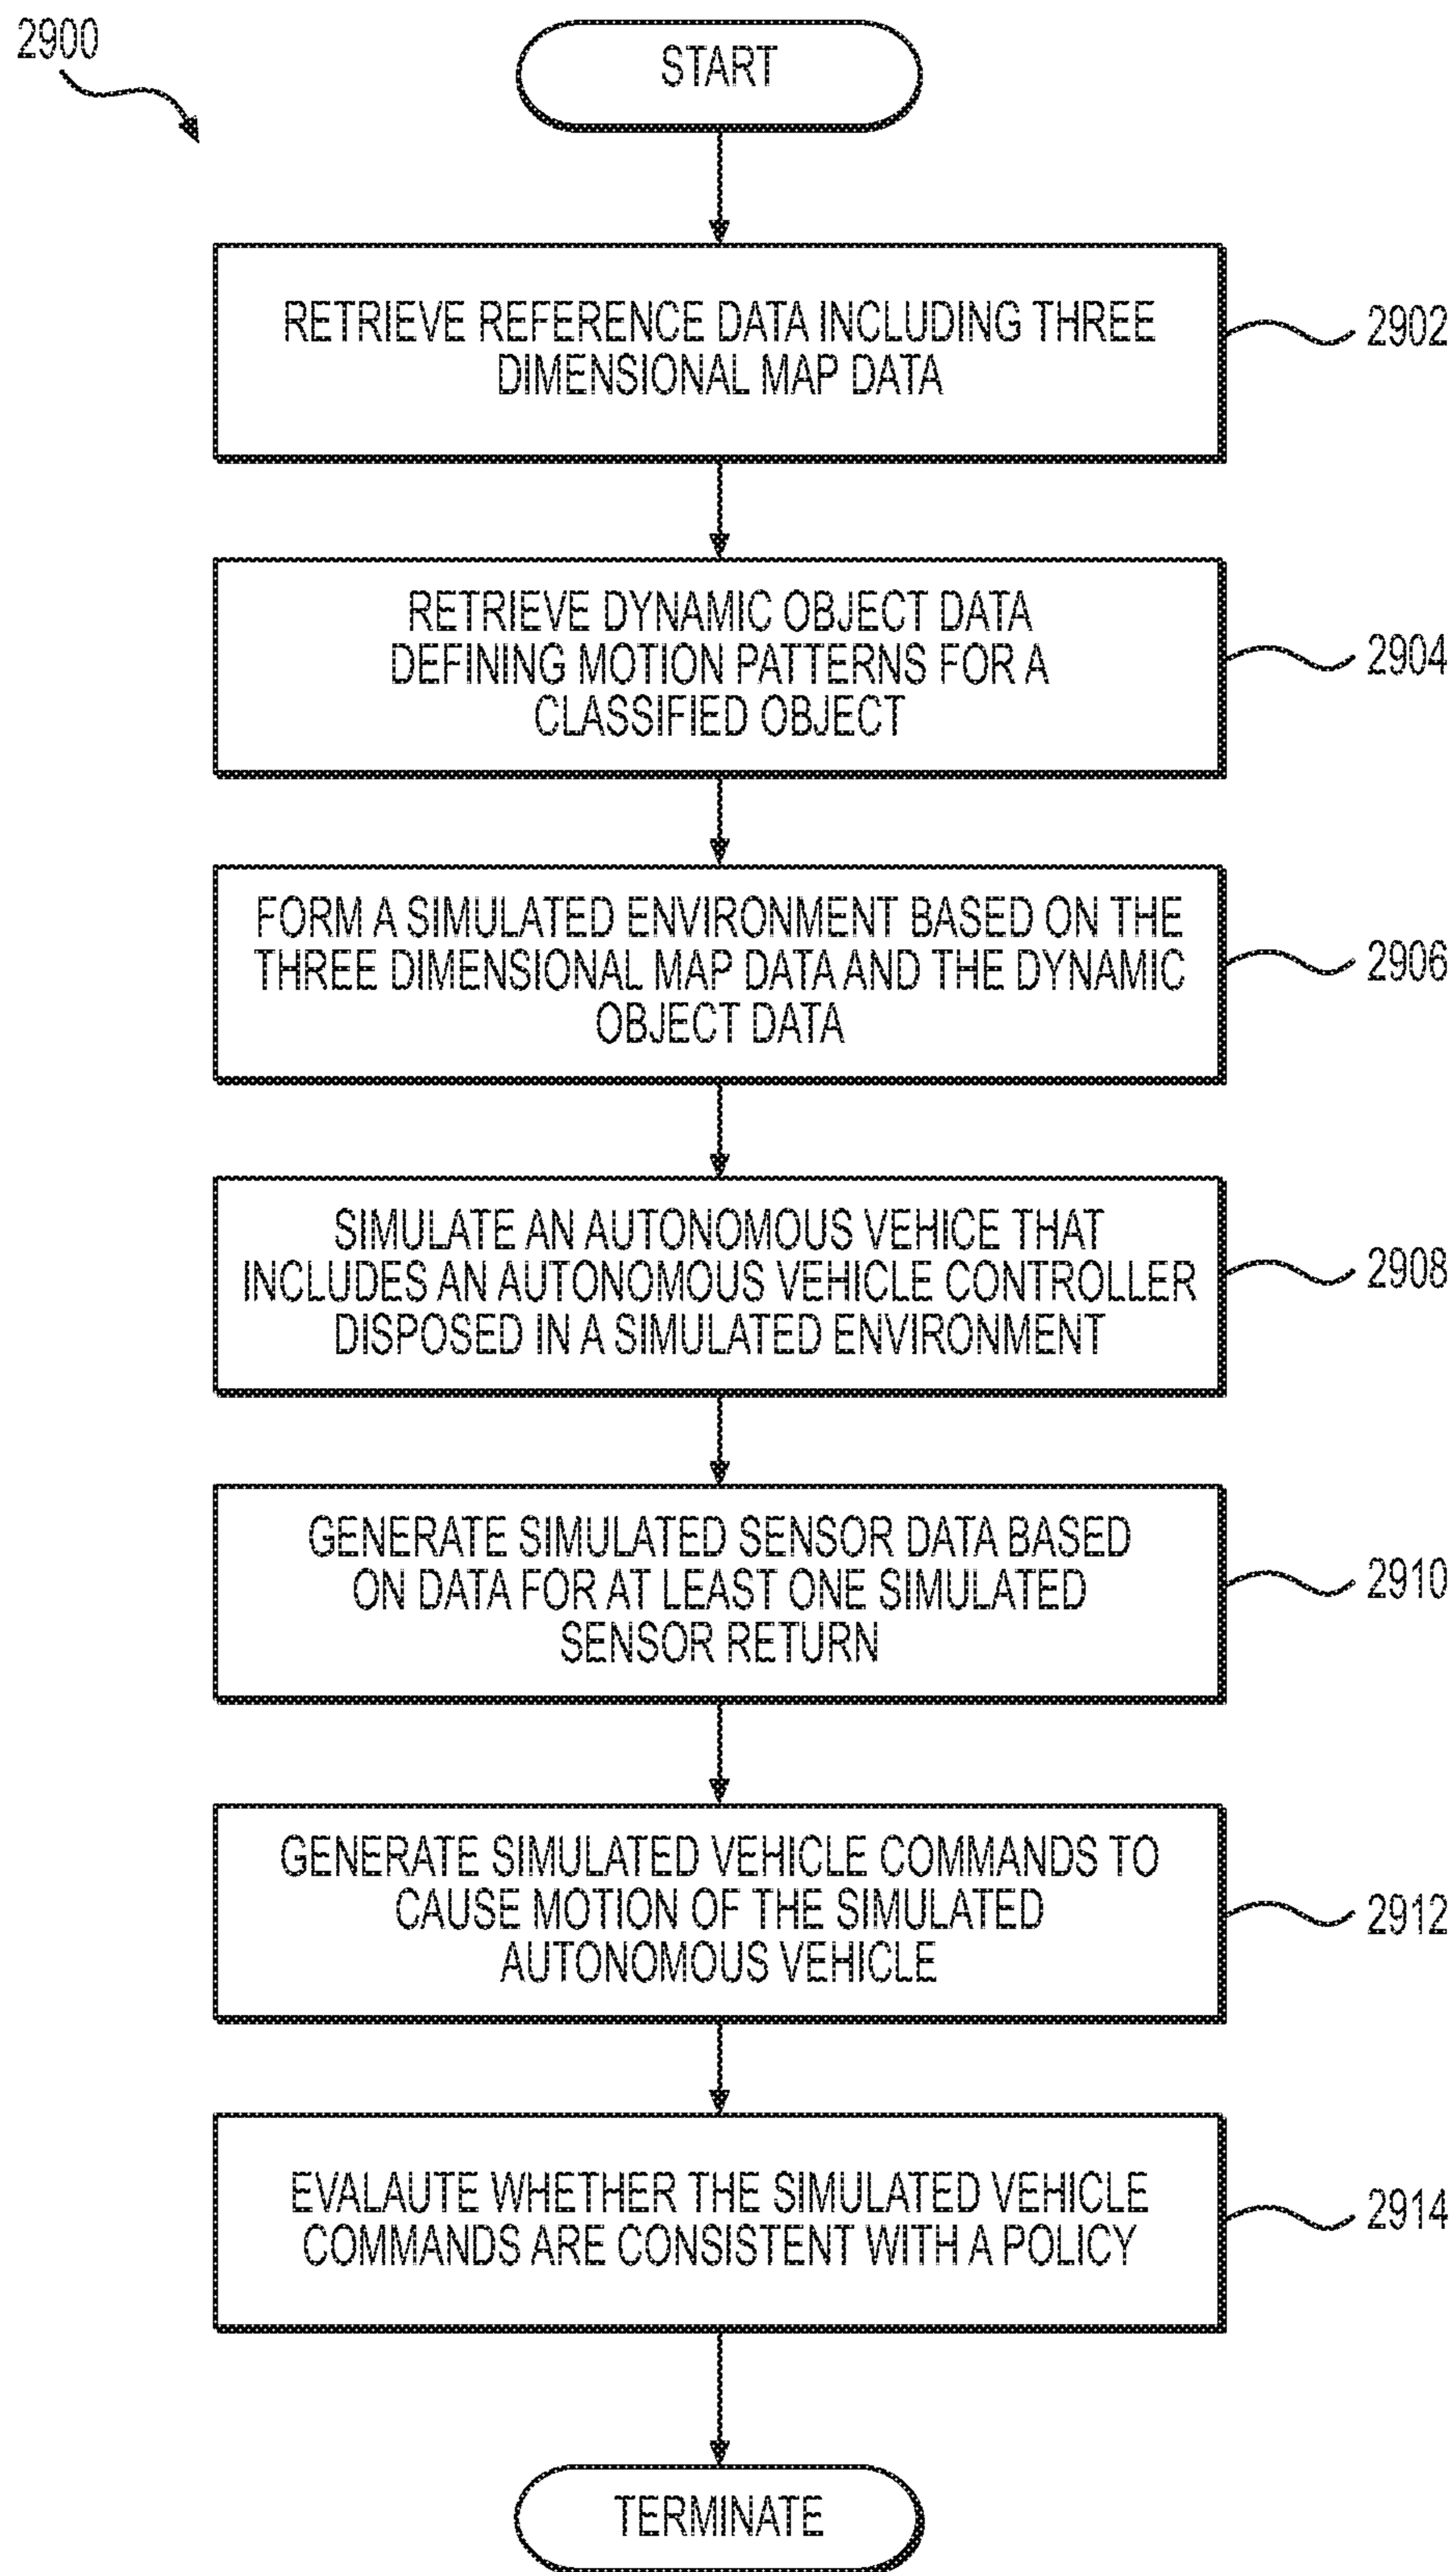 2900
START
RETRIEVE REFERENCE DATA INCLUDING THREE
DIMENSIONAL MAP DATA
2902
RETRIEVE DYNAMIC OBJECT DATA
DEFINING MOTION PATTERNS FOR A
CLASSIFIED OBJECT
2904
FORM A SIMULATED ENVIRONMENT BASED ON THE
THREE DIMENSIONAL MAP DATA AND THE DYNAMIC
OBJECT DATA
2906
SIMULATE AN AUTONOMOUS VEHICE THAT
INCLUDES AN AUTONOMOUS VEHICLE CONTROLLER
DISPOSED IN A SIMULATED ENVIRONMENT
2908
GENERATE SIMULATED SENSOR DATA BASED
ON DATA FOR AT LEAST ONE SIMULATED
SENSOR RETURN
2910
GENERATE SIMULATED VEHICLE COMMANDS TO
CAUSE MOTION OF THE SIMULATED
AUTONOMOUS VEHICLE
2912
EVALAUTE WHETHER THE SIMULATED VEHICLE
COMMANDS ARE CONSISTENT WITH A POLICY
2914
TERMINATE